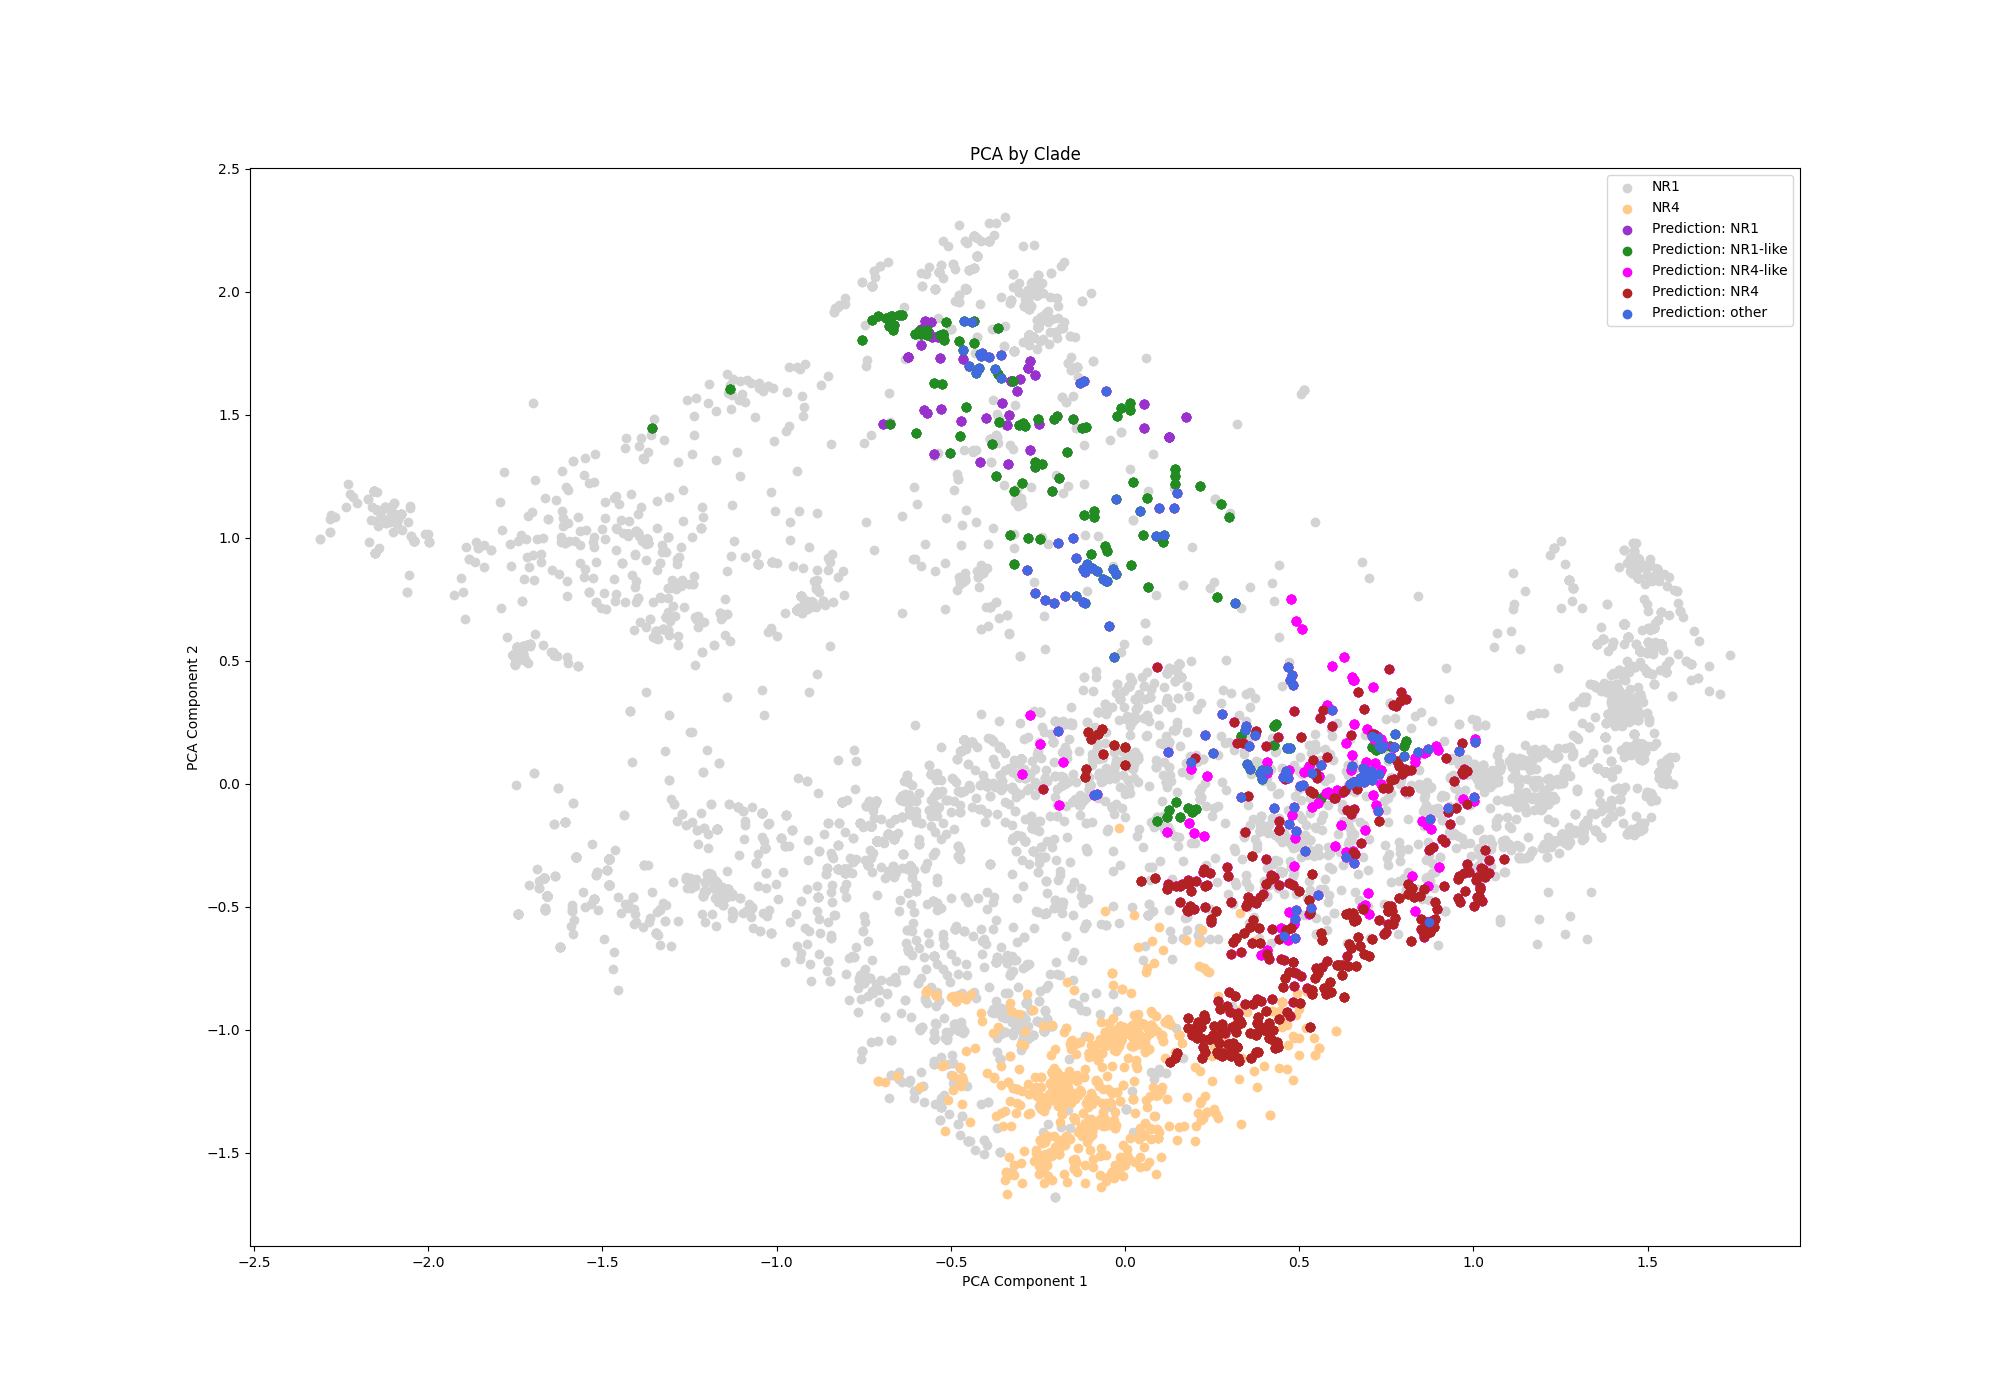 PCA by Clade
NR1
NR4
Prediction: NR1
Prediction: NR1-like
Prediction: NR4-like
Prediction: NR4
Prediction: other
PCA Component 2
2.5
2.0
1.5
1.0
0.5
0.0
−0.5
−1.0
−1.5
−2.5 −2.0 −1.5 −1.0 −0.5 0.0 0.5 1.0 1.5
PCA Component 1